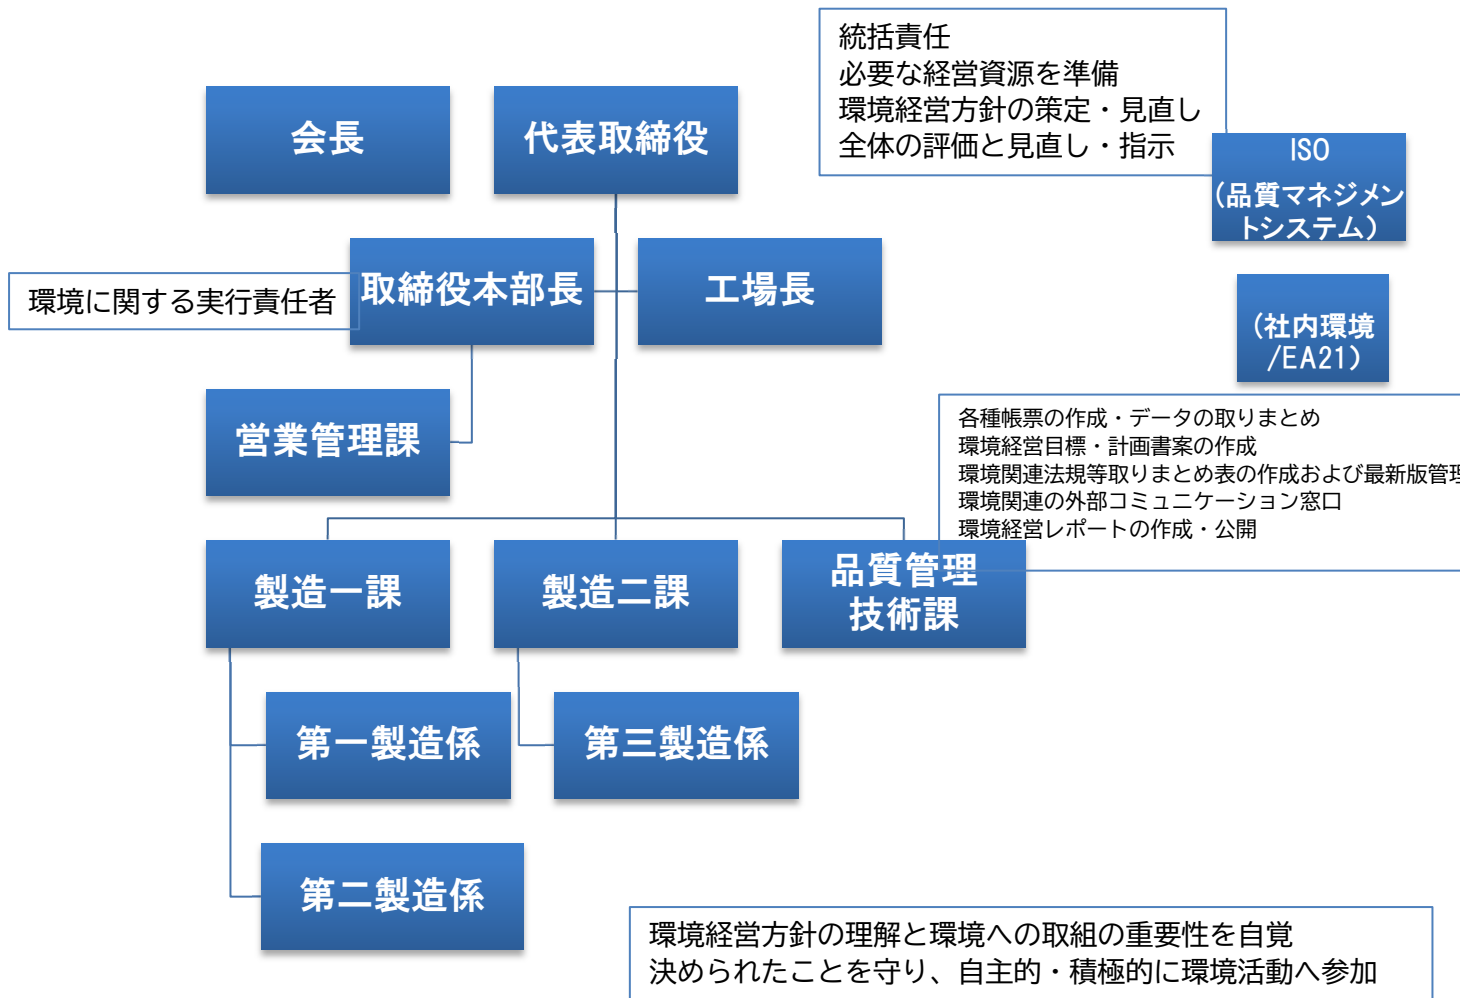 統括責任
必要な経営資源を準備
環境経営方針の策定・見直し
全体の評価と見直し・指示
会長
代表取締役
ISO
(品質マネジメン
トシステム)
取締役本部長
工場長
環境に関する実行責任者
(社内環境
/EA21)
営業管理課
各種帳票の作成・データの取りまとめ
環境経営目標・計画書案の作成
環境関連法規等取りまとめ表の作成および最新版管理
環境関連の外部コミュニケーション窓口
環境経営レポートの作成・公開
製造一課
製造二課
品質管理
技術課
第一製造係
第三製造係
第二製造係
環境経営方針の理解と環境への取組の重要性を自覚
決められたことを守り、自主的・積極的に環境活動へ参加